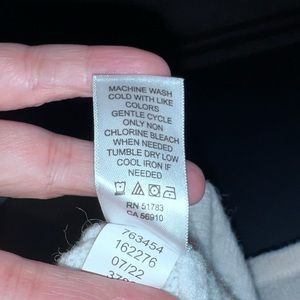 MACHINE WASH
COLD WITH LIKE
COLORS
GENTLE CYCLE
ONLY NON
CHLORINE BLEACH
WHEN NEEDED
TUMBLE DRY LOW
COOL IRON IF
NEEDED
RN 51783
CA 56910
763454
162276
07/22